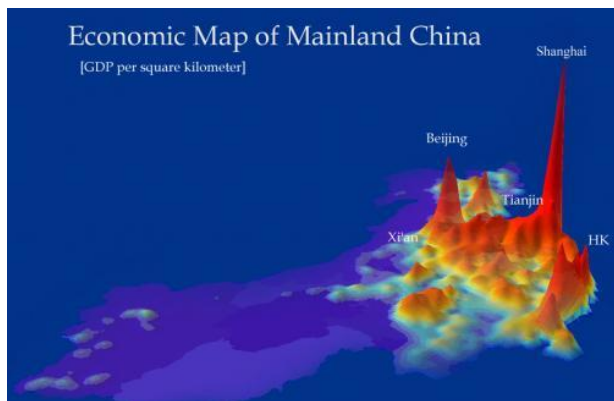 Economic Map of Mainland China
[GDP per square kilometer]
Shanghai
Beijing
Tianjin
Xi'an
HK